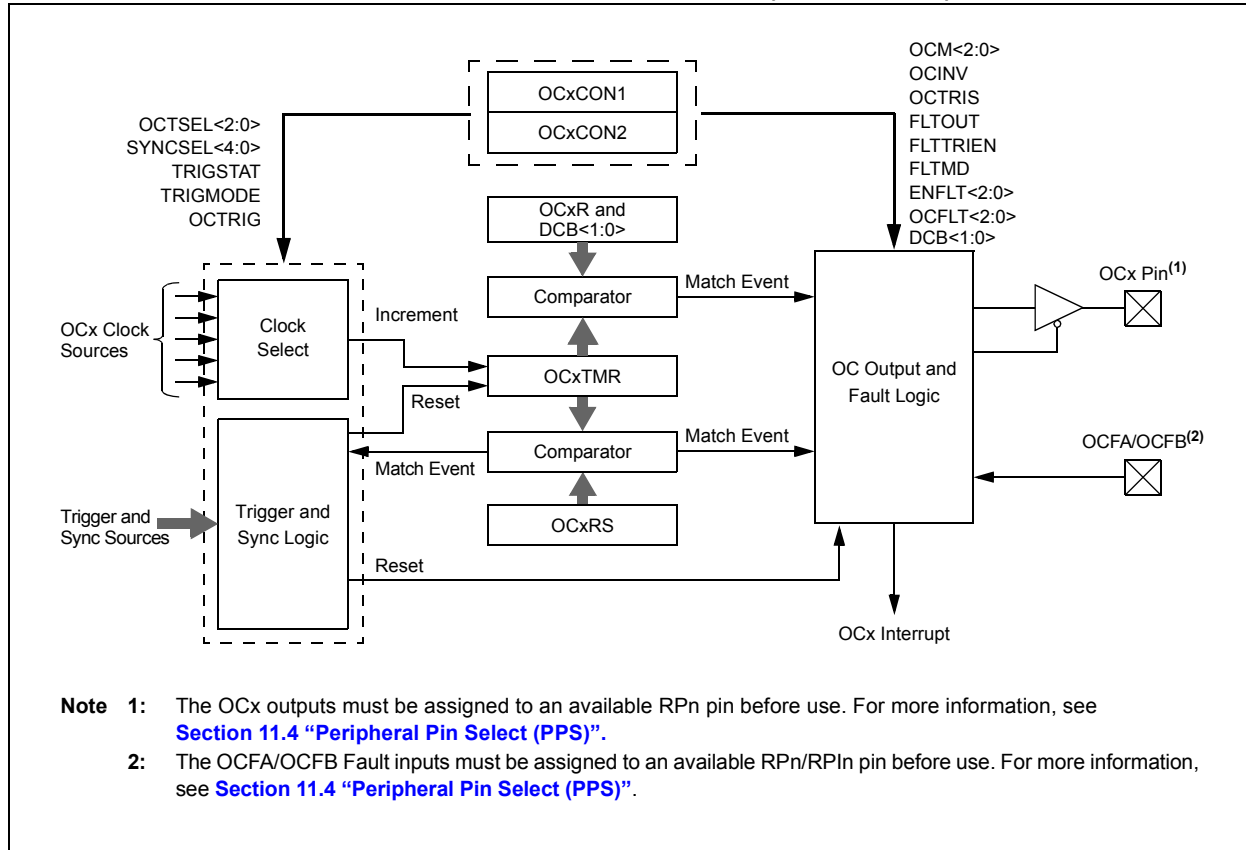 OCxCON1
OCxCON2
OCTSEL<2:0>
SYNCSEL<4:0>
TRIGSTAT
TRIGMODE
OCTRIG
OCM<2:0>
OCINV
OCTRIS
FLTOUT
FLTTRIEN
FLTMD
ENFLT<2:0>
OCFLT<2:0>
DCB<1:0>
OCxR and
DCB<1:0>
Comparator
Match Event
OCx Clock
Sources
Clock
Select
Increment
OCxTMR
Reset
Comparator
Match Event
Match Event
OCxRS
Trigger and
Sync Sources
Trigger and
Sync Logic
Reset
OC Output and
Fault Logic
OCx Pin(1)
OCFA/OCFB(2)
OCx Interrupt
Note 1: The OCx outputs must be assigned to an available RPn pin before use. For more information, see
Section 11.4 “Peripheral Pin Select (PPS)”.
2: The OCFA/OCFB Fault inputs must be assigned to an available RPn/RPIn pin before use. For more information,
see Section 11.4 “Peripheral Pin Select (PPS)”.